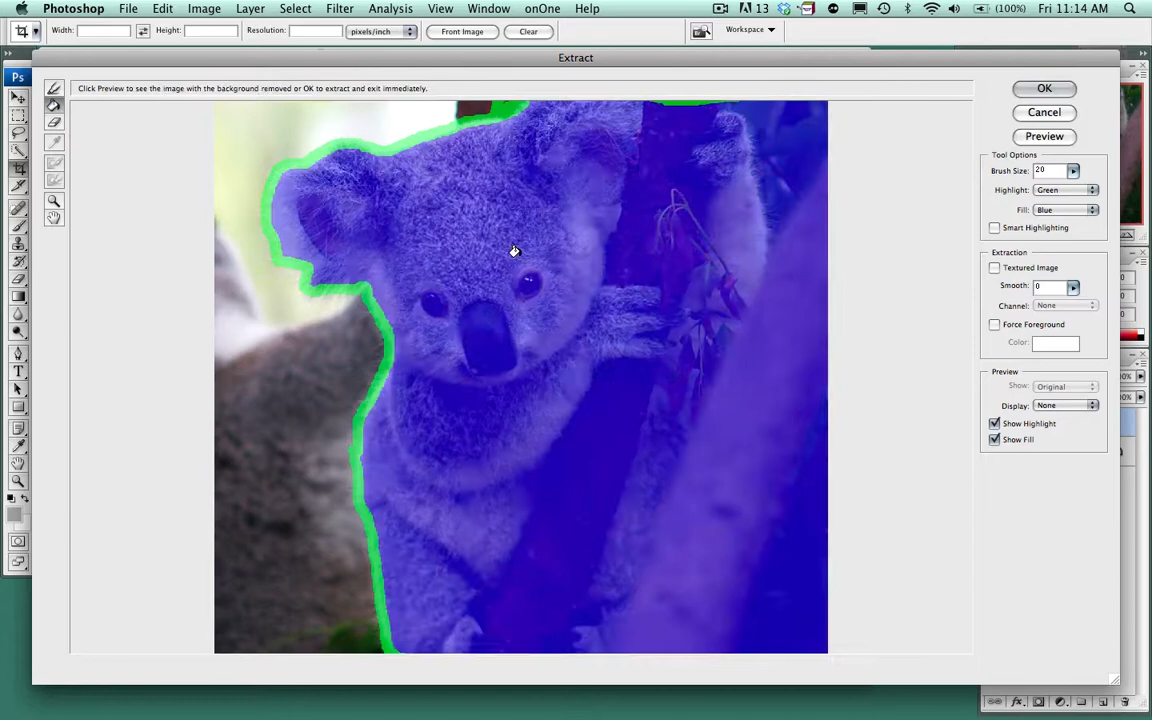 Photoshop File Edit Image Layer Select Filter Analysis View Window onOne Help 13 (100%) Fri 11:14 AM
Width: Height: Resolution: pixels/inch Front Image Clear Workspace
Extract
Ps
Click Preview to see the image with the background removed or OK to extract and exit immediately.
OK
Cancel
Preview
Tool Options
Brush Size: 20
Highlight: Green
Fill: Blue
Smart Highlighting
Extraction
Textured Image
Smooth: 0
Channel: None
Force Foreground
Color:
Preview
Show: Original
Display: None
Show Highlight
Show Fill
T
fx